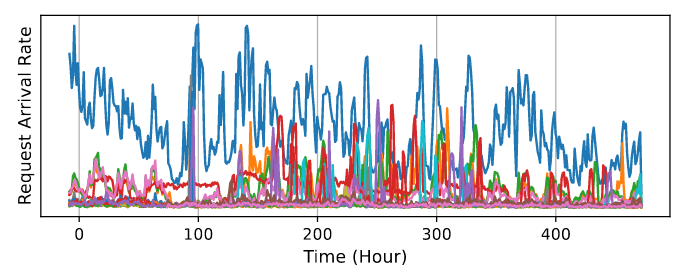 Request Arrival Rate
0 100 200 300 400
Time (Hour)